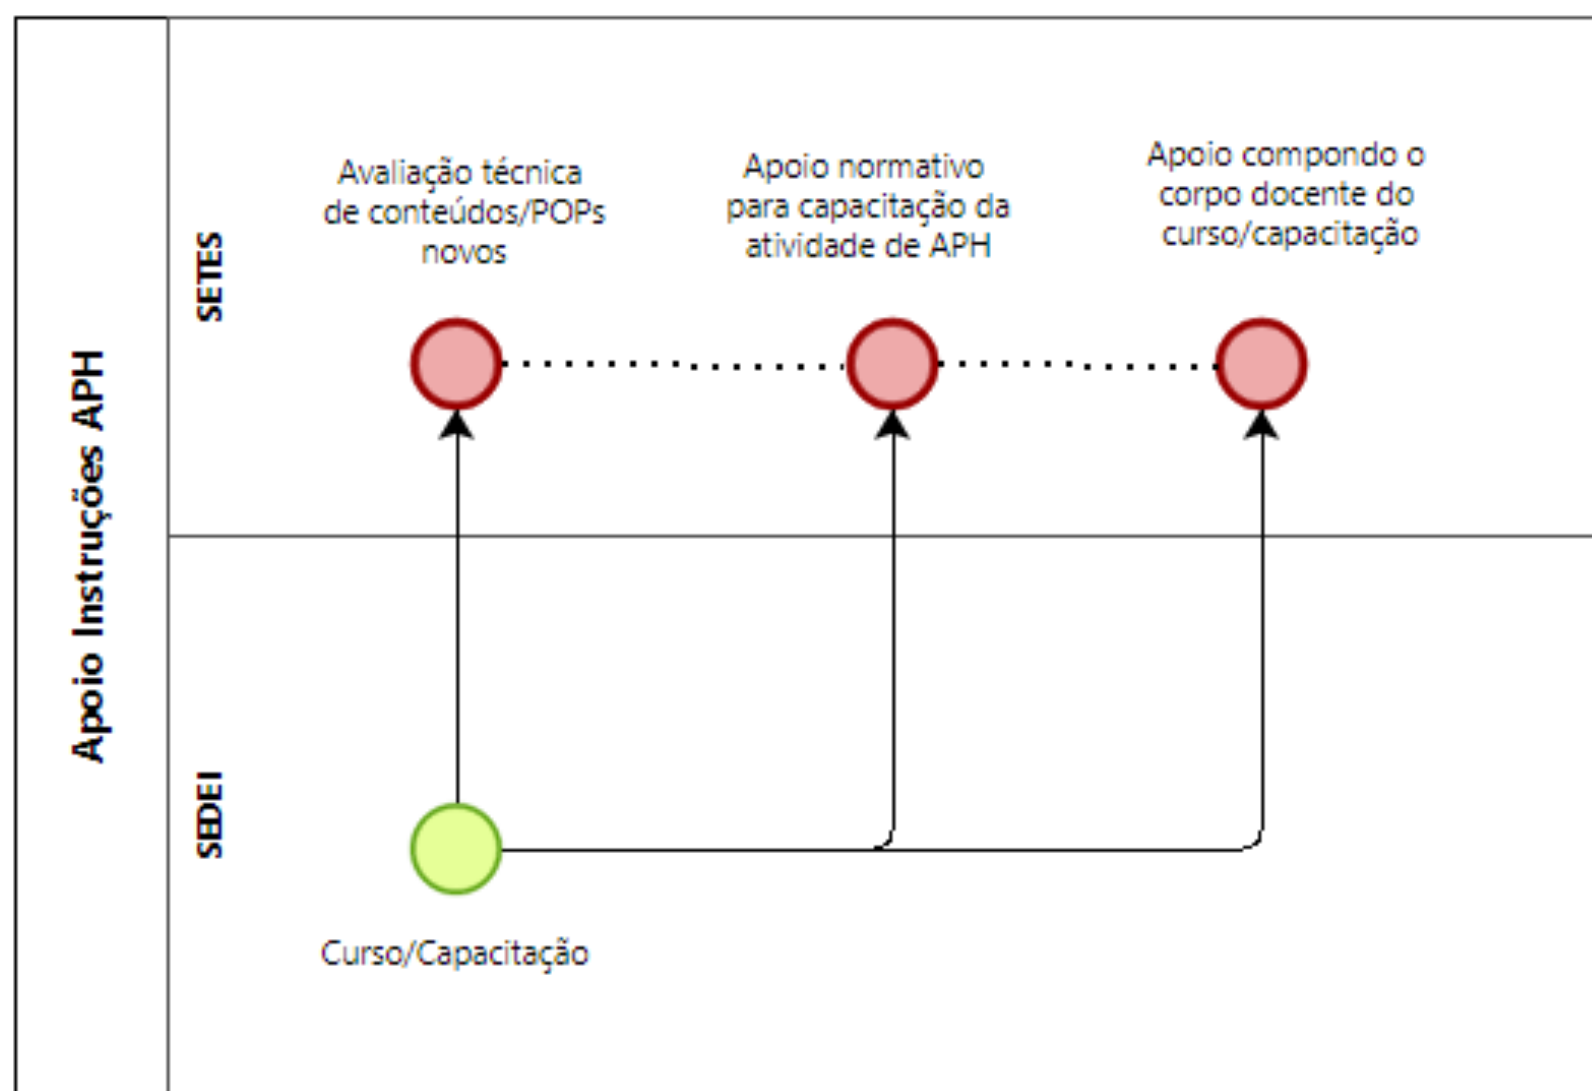 Apoio Instruções APH
SETES
Avaliação técnica
de conteúdos/POPs
novos
Apoio normativo
para capacitação da
atividade de APH
Apoio compondo o
corpo docente do
curso/capacitação
SEDEI
Curso/Capacitação